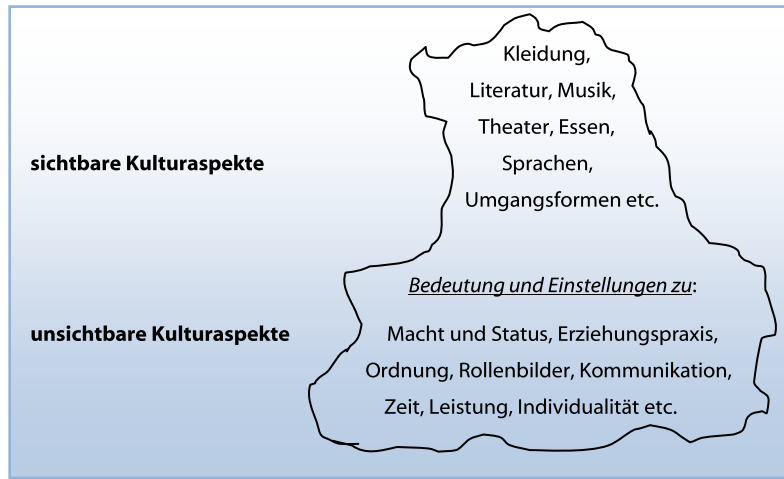 Kleidung,
Literatur, Musik,
Theater, Essen,
sichtbare Kulturaspekte
Sprachen,
Umgangsformen etc.
Bedeutung und Einstellungen zu:
unsichtbare Kulturaspekte
Macht und Status, Erziehungspraxis,
Ordnung, Rollenbilder, Kommunikation,
Zeit, Leistung, Individualität etc.